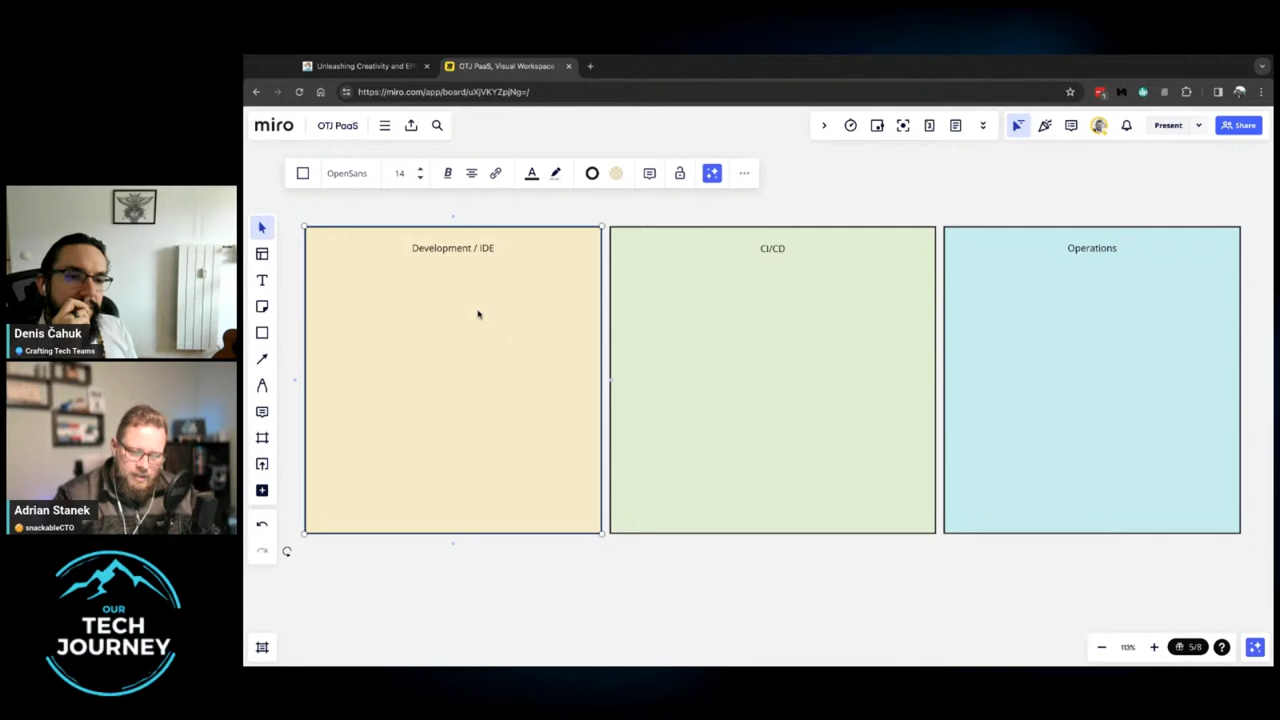 Unleashing Creativity and Eff
OTJ PaaS, Visual Workspace
https://miro.com/app/board/uXjVKYZpjNg=/
miro
OTJ PaaS
Present
Share
OpenSans
14
B
A
Development / IDE
CI/CD
Operations
T
Denis Čahuk
Crafting Tech Teams
Adrian Stanek
snackableCTO
OUR
TECH
JOURNEY
113%
5/8
?